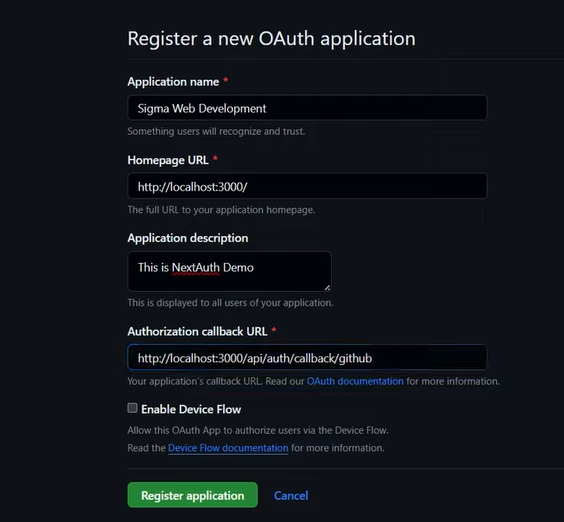 Register a new OAuth application
Application name *
Sigma Web Development
Something users will recognize and trust.
Homepage URL *
http://localhost:3000/
The full URL to your application homepage.
Application description
This is NextAuth Demo
This is displayed to all users of your application.
Authorization callback URL *
http://localhost:3000/api/auth/callback/github
Your application's callback URL. Read our OAuth documentation for more information.
Enable Device Flow
Allow this OAuth App to authorize users via the Device Flow.
Read the Device Flow documentation for more information.
Register application Cancel